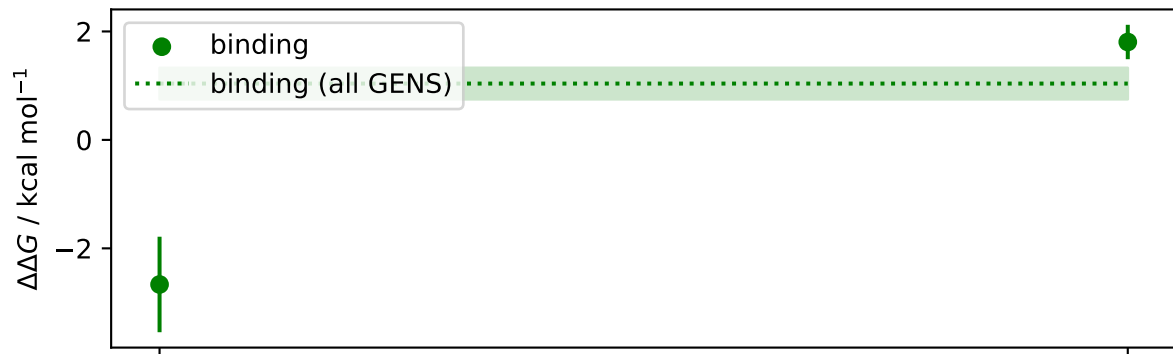 2
0
−2
ΔΔG / kcal mol⁻¹
binding
binding (all GENS)